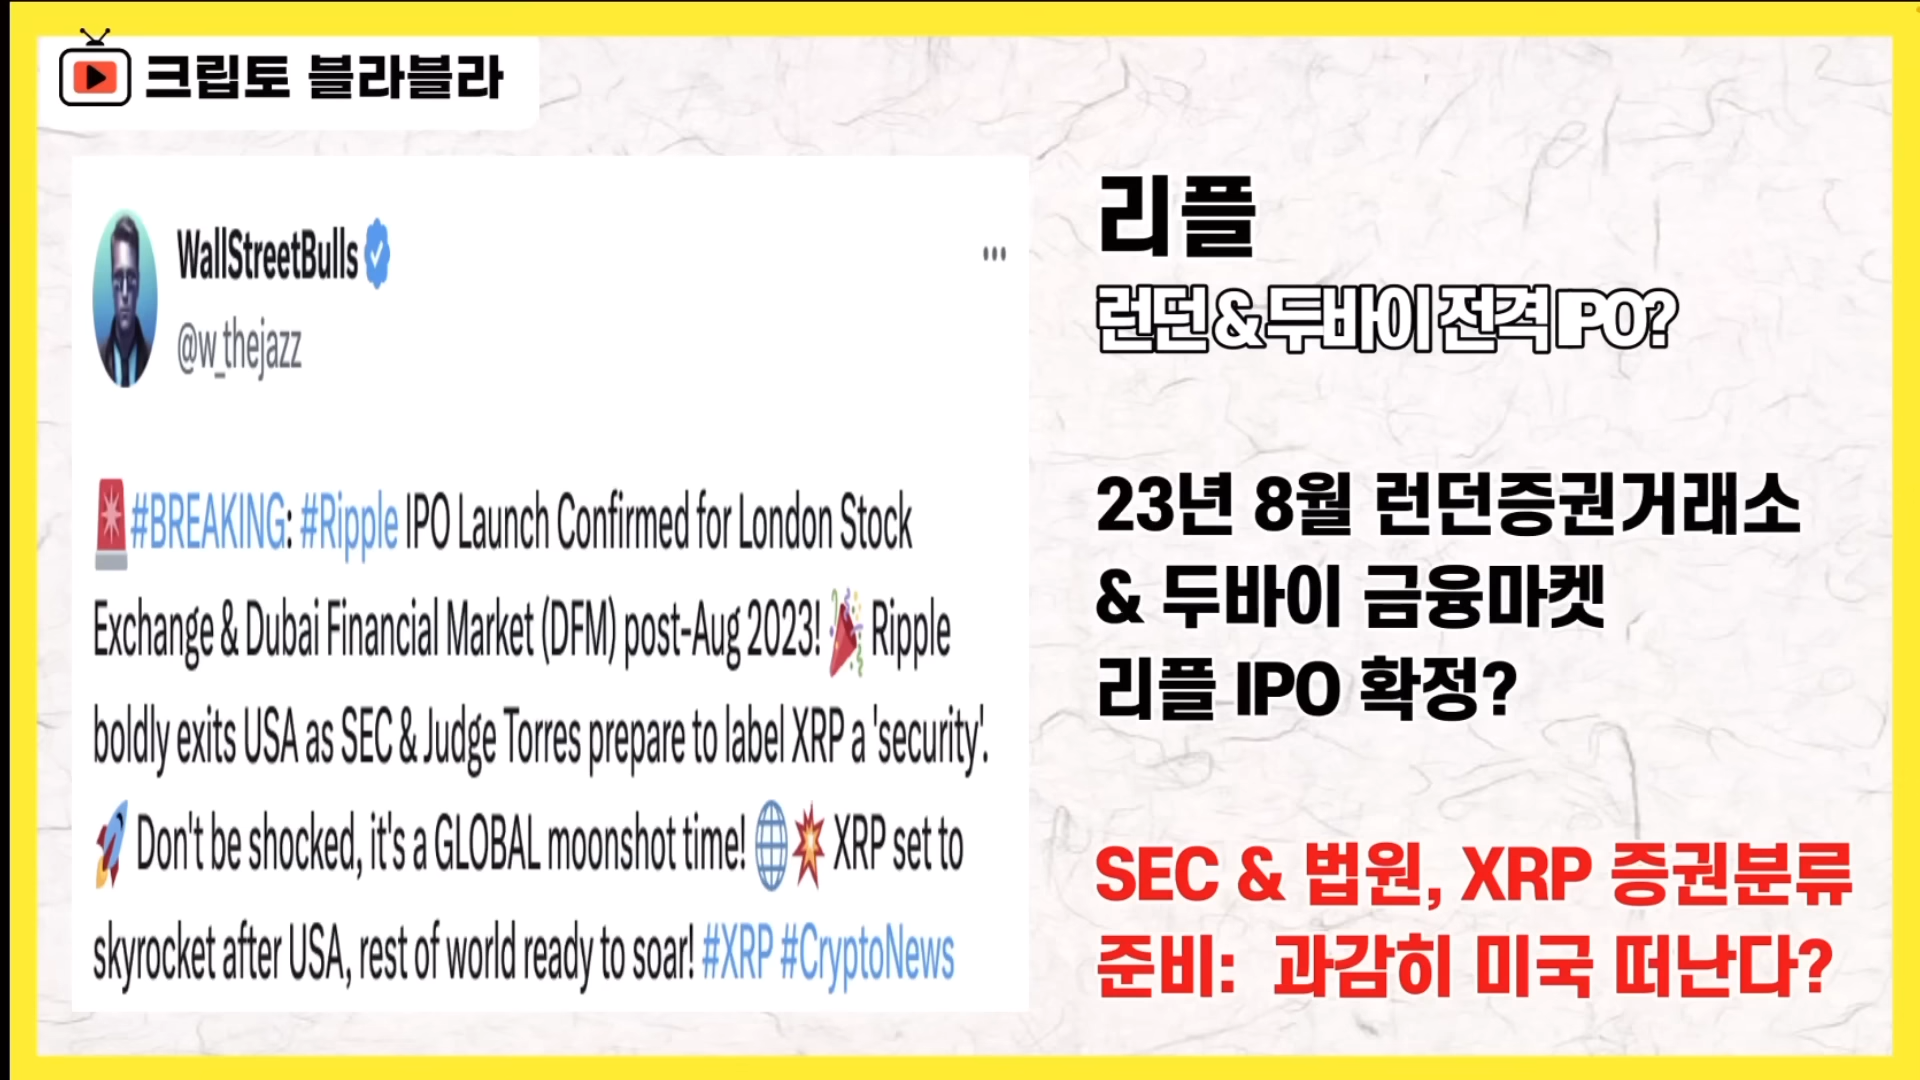 크립토 블라블라
WallStreetBulls
@w_thejazz
#BREAKING: #Ripple IPO Launch Confirmed for London Stock
Exchange & Dubai Financial Market (DFM) post-Aug 2023! Ripple
boldly exits USA as SEC & Judge Torres prepare to label XRP a 'security'.
Don't be shocked, it's a GLOBAL moonshot time! XRP set to
skyrocket after USA, rest of world ready to soar! #XRP #CryptoNews
리플
런던 & 두바이 전격 IPO?
23년 8월 런던증권거래소
& 두바이 금융마켓
리플 IPO 확정?
SEC & 법원, XRP 증권분류
준비: 과감히 미국 떠난다?